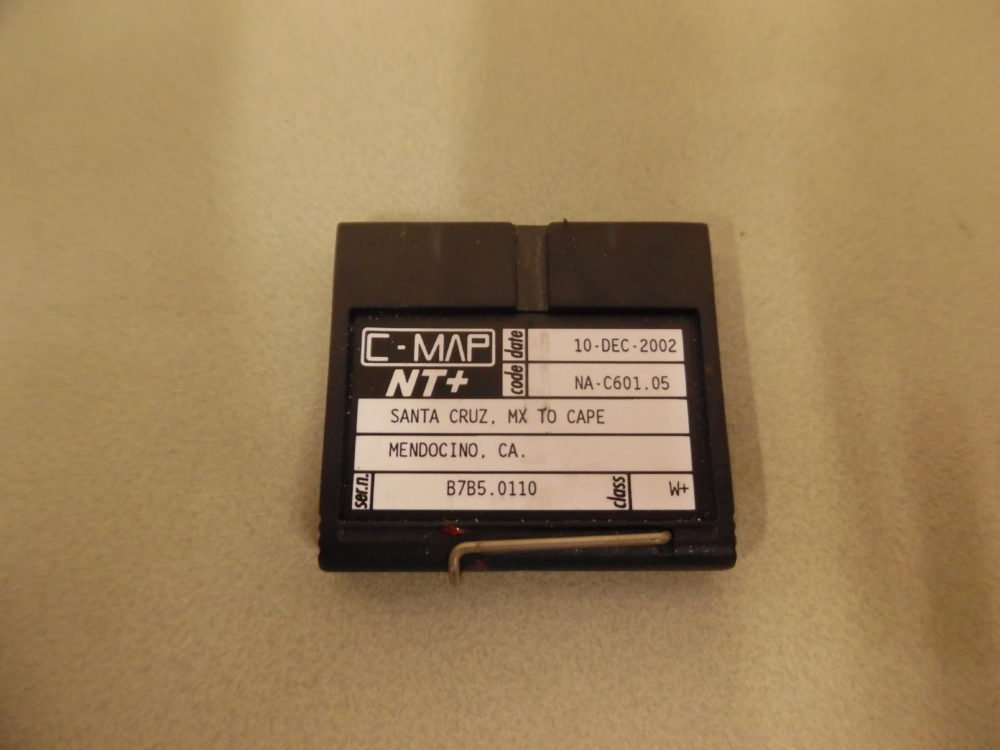 C-MAP
NT+
date 10-DEC-2002
code NA-C601.05
SANTA CRUZ, MX TO CAPE
MENDOCINO, CA.
ser.n. B7B5.0110 class W+